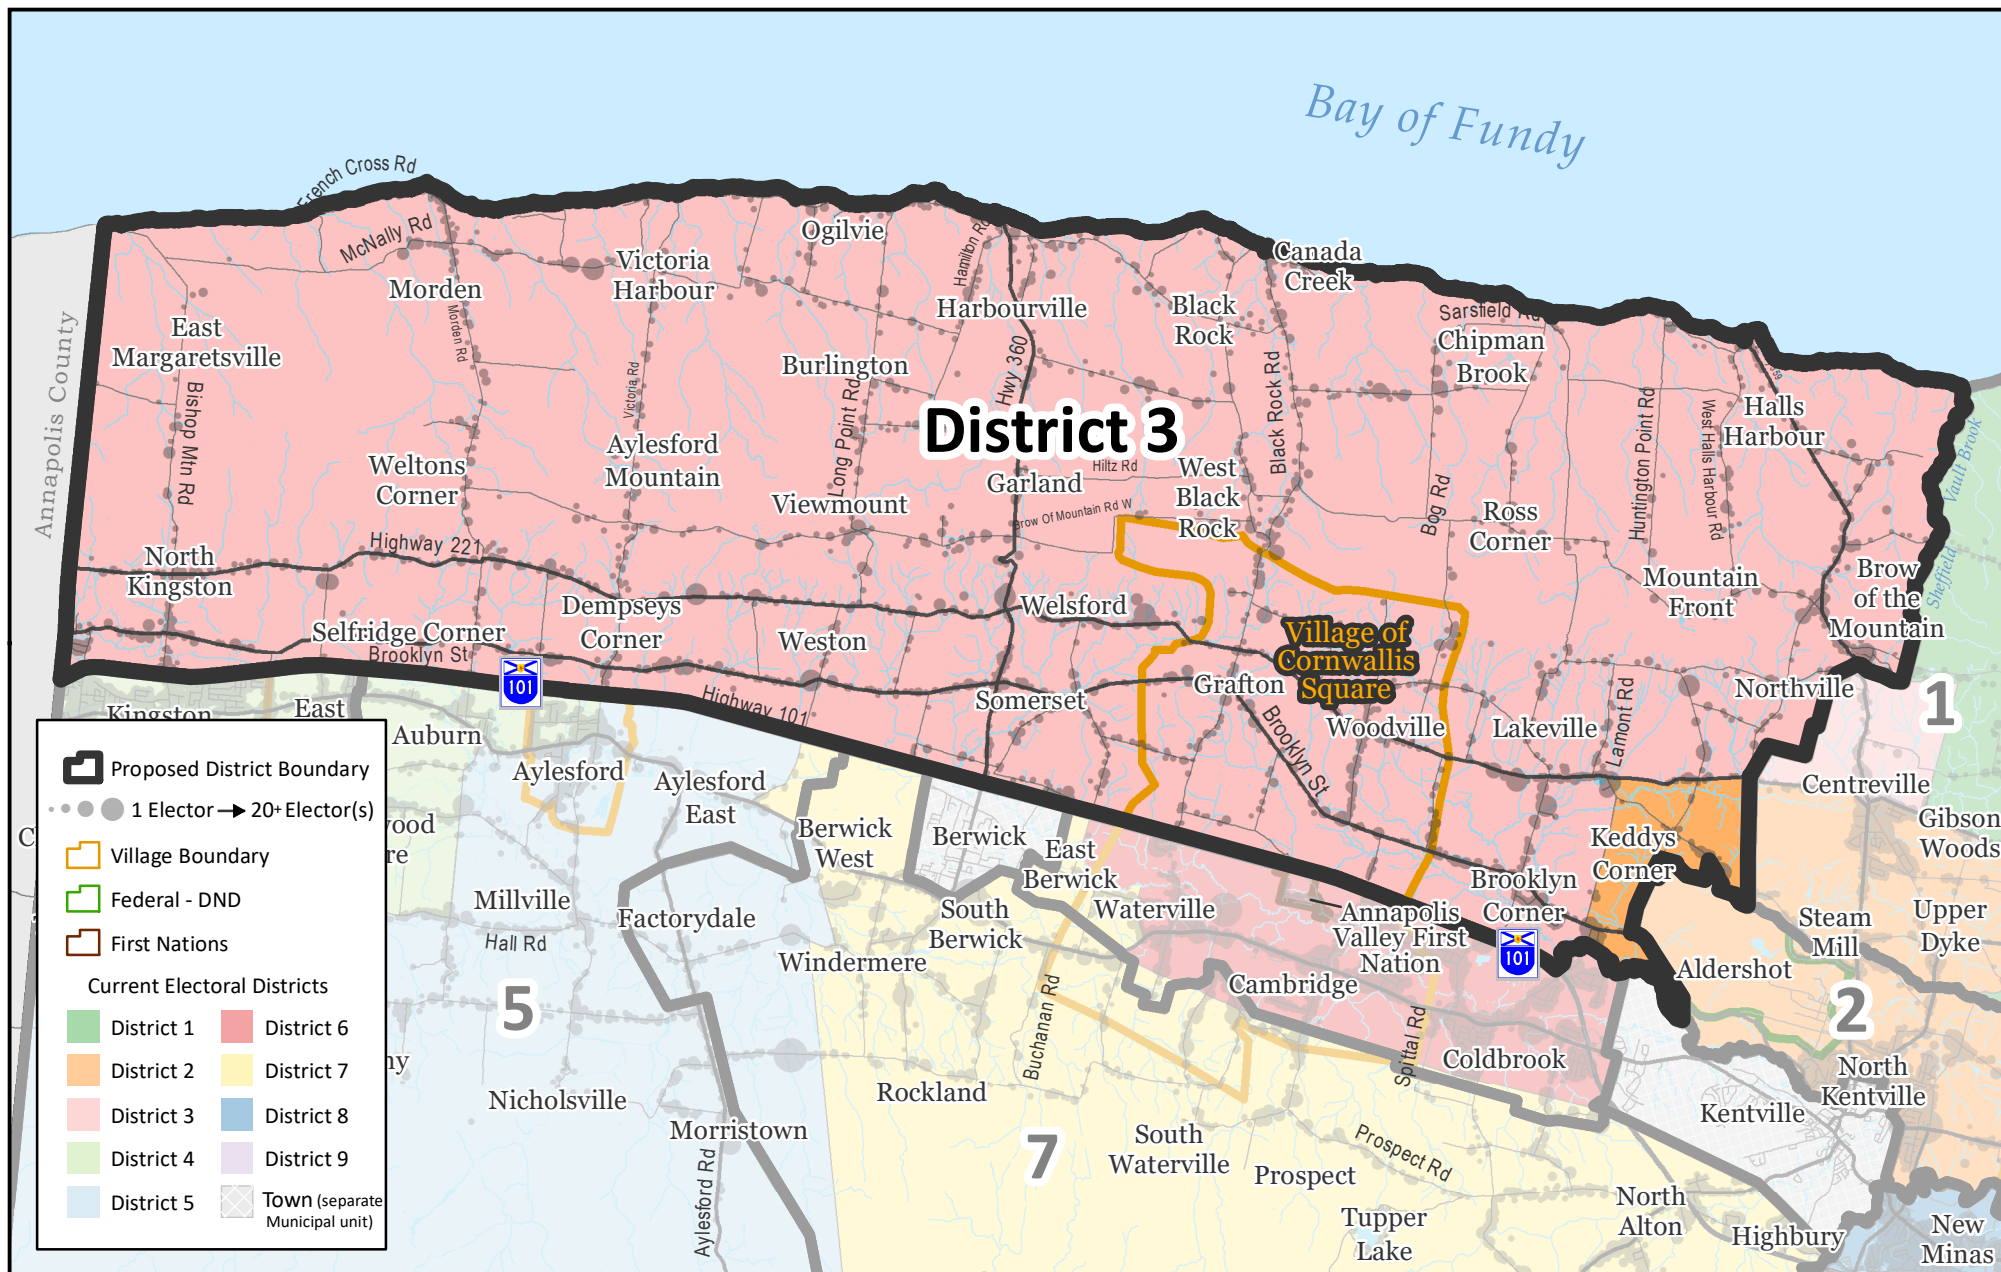 Bay of Fundy
French Cross Rd
McNally Rd
Morden
Morden Rd
Victoria
Harbour
Ogilvie
Hamilton Rd
Harbourville
Canada
Creek
Black
Rock
Sarsfield Rd
Chipman
Brook
Annapolis County
East
Margaretsville
Bishop Mtn Rd
Victoria Rd
Burlington
Long Point Rd
Hwy 360
District 3
Black Rock Rd
Huntington Point Rd
West Halls Harbour Rd
Halls
Harbour
Vault Brook
Weltons
Corner
Aylesford
Mountain
Viewmount
Garland
Hiltz Rd
Brow Of Mountain Rd W
West
Black
Rock
Bog Rd
Ross
Corner
Sheffield
Highway 221
North
Kingston
Dempseys
Corner
Welsford
Mountain
Front
Brow
of the
Mountain
Selfridge Corner
Brooklyn St
Weston
Village of
Cornwallis
Square
Grafton
Somerset
Woodville
Lakeville
Lamont Rd
Northville
1
101
Highway 101
Brooklyn St
Kingston
East
Auburn
Aylesford
Aylesford
East
Centreville
Gibson
Woods
Keddys
Corner
Berwick
West
Berwick
East
Berwick
Brooklyn
Corner
Millville
Factorydale
South
Berwick
Waterville
Annapolis
Valley First
Nation
101
Steam
Mill
Upper
Dyke
Hall Rd
Windermere
Cambridge
Aldershot
5
2
Buchanan Rd
Spittal Rd
Coldbrook
North
Kentville
Kentville
Nicholsville
Rockland
Morristown
Aylesford Rd
7
South
Waterville
Prospect Rd
Prospect
North
Alton
Tupper
Lake
Highbury
New
Minas
Proposed District Boundary
1 Elector → 20+ Elector(s)
Village Boundary
Federal - DND
First Nations
Current Electoral Districts
District 1
District 6
District 2
District 7
District 3
District 8
District 4
District 9
District 5
Town (separate
Municipal unit)